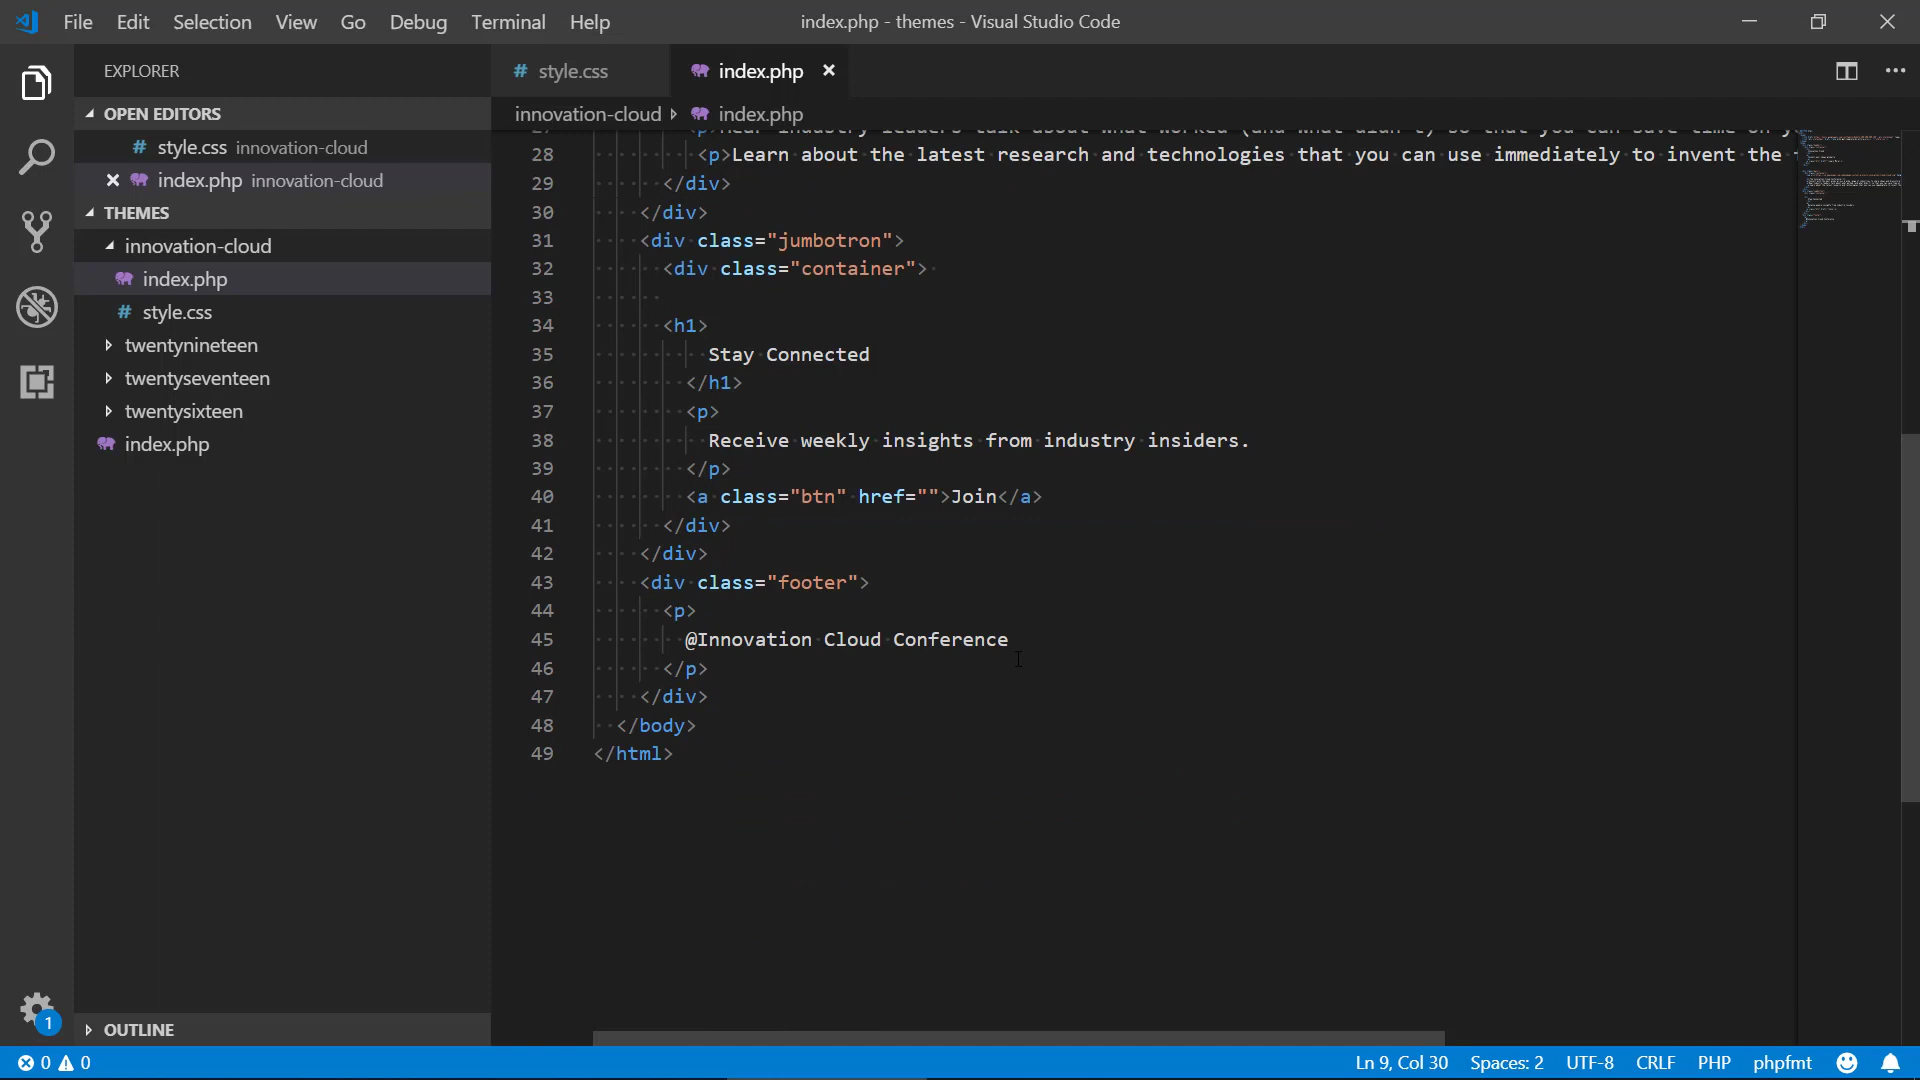 File Edit Selection View Go Debug Terminal Help
index.php - themes - Visual Studio Code
EXPLORER
OPEN EDITORS
style.css innovation-cloud
index.php innovation-cloud
THEMES
innovation-cloud
index.php
style.css
twentynineteen
twentyseventeen
twentysixteen
index.php
OUTLINE
style.css
index.php
innovation-cloud index.php
28 <p>Learn about the latest research and technologies that you can use immediately to invent the
29 </div>
30 </div>
31 <div class="jumbotron">
32 <div class="container">
33
34 <h1>
35 Stay Connected
36 </h1>
37 <p>
38 Receive weekly insights from industry insiders.
39 </p>
40 <a class="btn" href="">Join</a>
41 </div>
42 </div>
43 <div class="footer">
44 <p>
45 @Innovation Cloud Conference
46 </p>
47 </div>
48 </body>
49 </html>
1
0 0
Ln 9, Col 30 Spaces: 2 UTF-8 CRLF PHP phpfmt